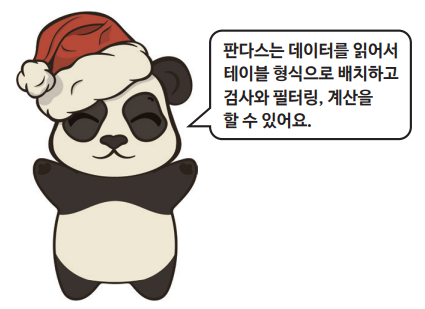 판다스는 데이터를 읽어서
테이블 형식으로 배치하고
검사와 필터링, 계산을
할 수 있어요.